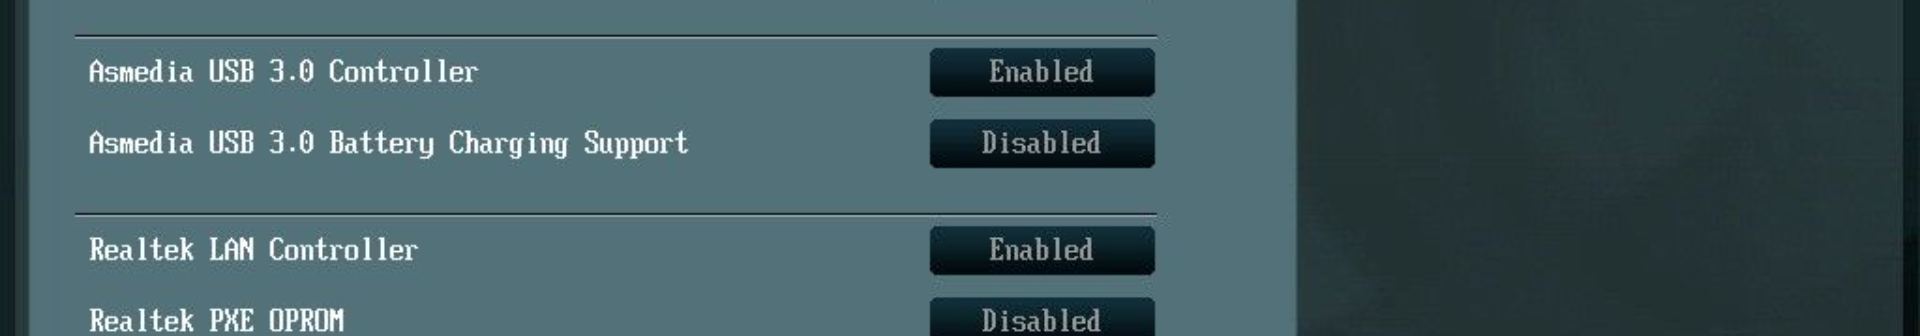 Asmedia USB 3.0 Controller Enabled
Asmedia USB 3.0 Battery Charging Support Disabled
Realtek LAN Controller Enabled
Realtek PXE OPROM Disabled